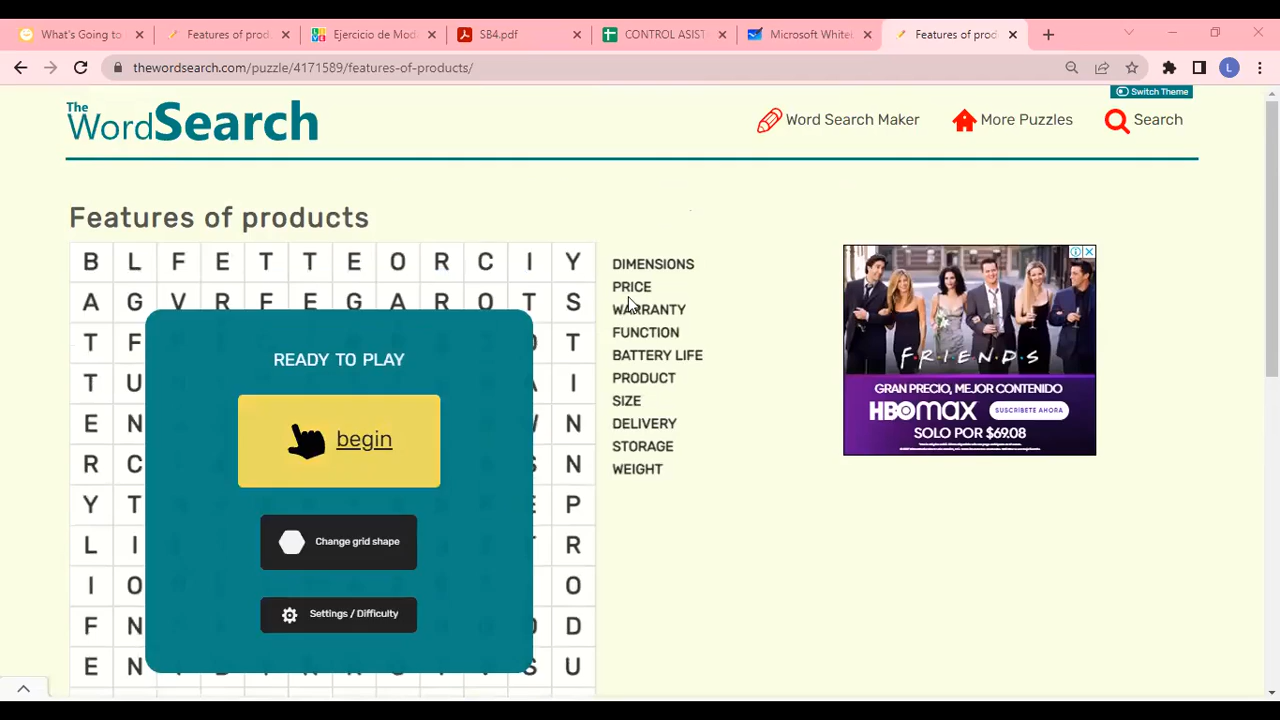 What's Going to
Features of prod
Ejercicio de Mod
SB4.pdf
CONTROL ASIST
Microsoft White
Features of prod
thewordsearch.com/puzzle/4171589/features-of-products/
L
Switch Theme
The WordSearch
Word Search Maker
More Puzzles
Search
Features of products
B L F E T T E O R C I Y
A G V R F E G A R O T S
T F T
T U I
E N N
R C N
Y T P
L I R
I O O
F N D
E N U
READY TO PLAY
begin
Change grid shape
Settings / Difficulty
DIMENSIONS
PRICE
WARRANTY
FUNCTION
BATTERY LIFE
PRODUCT
SIZE
DELIVERY
STORAGE
WEIGHT
F·R·I·E·N·D·S
GRAN PRECIO, MEJOR CONTENIDO
HBOMAX SUSCRÍBETE AHORA
SOLO POR $69.08